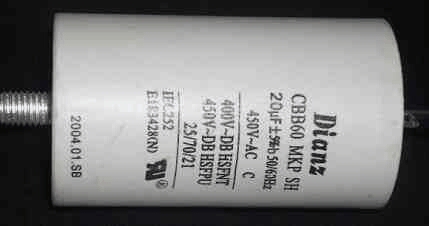 Dianz
CBB60 MKP SH
20μF±5% 50/60Hz
450V~AC C
400V~DB HSFNT
450V~DB HSFPU
25/70/21
IEC252
E183428(N)
2004.01.SB